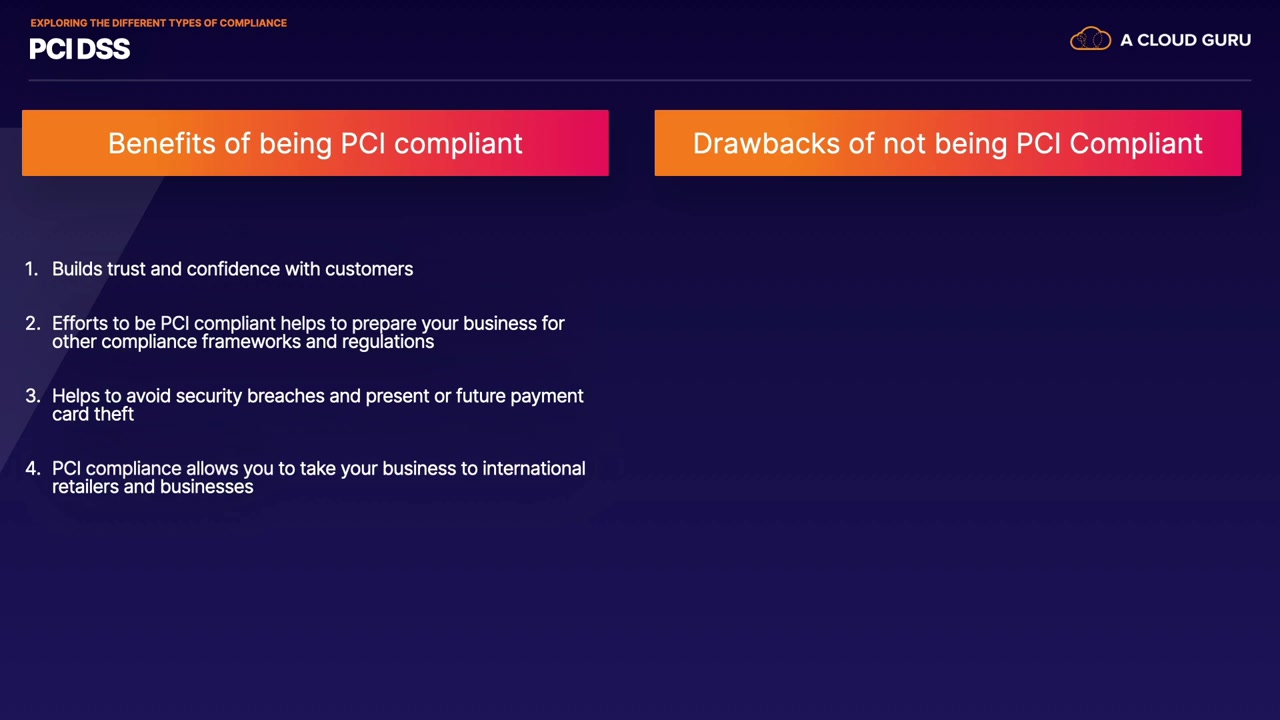 EXPLORING THE DIFFERENT TYPES OF COMPLIANCE
PCI DSS
A CLOUD GURU
Benefits of being PCI compliant
Drawbacks of not being PCI Compliant
1. Builds trust and confidence with customers
2. Efforts to be PCI compliant helps to prepare your business for
other compliance frameworks and regulations
3. Helps to avoid security breaches and present or future payment
card theft
4. PCI compliance allows you to take your business to international
retailers and businesses